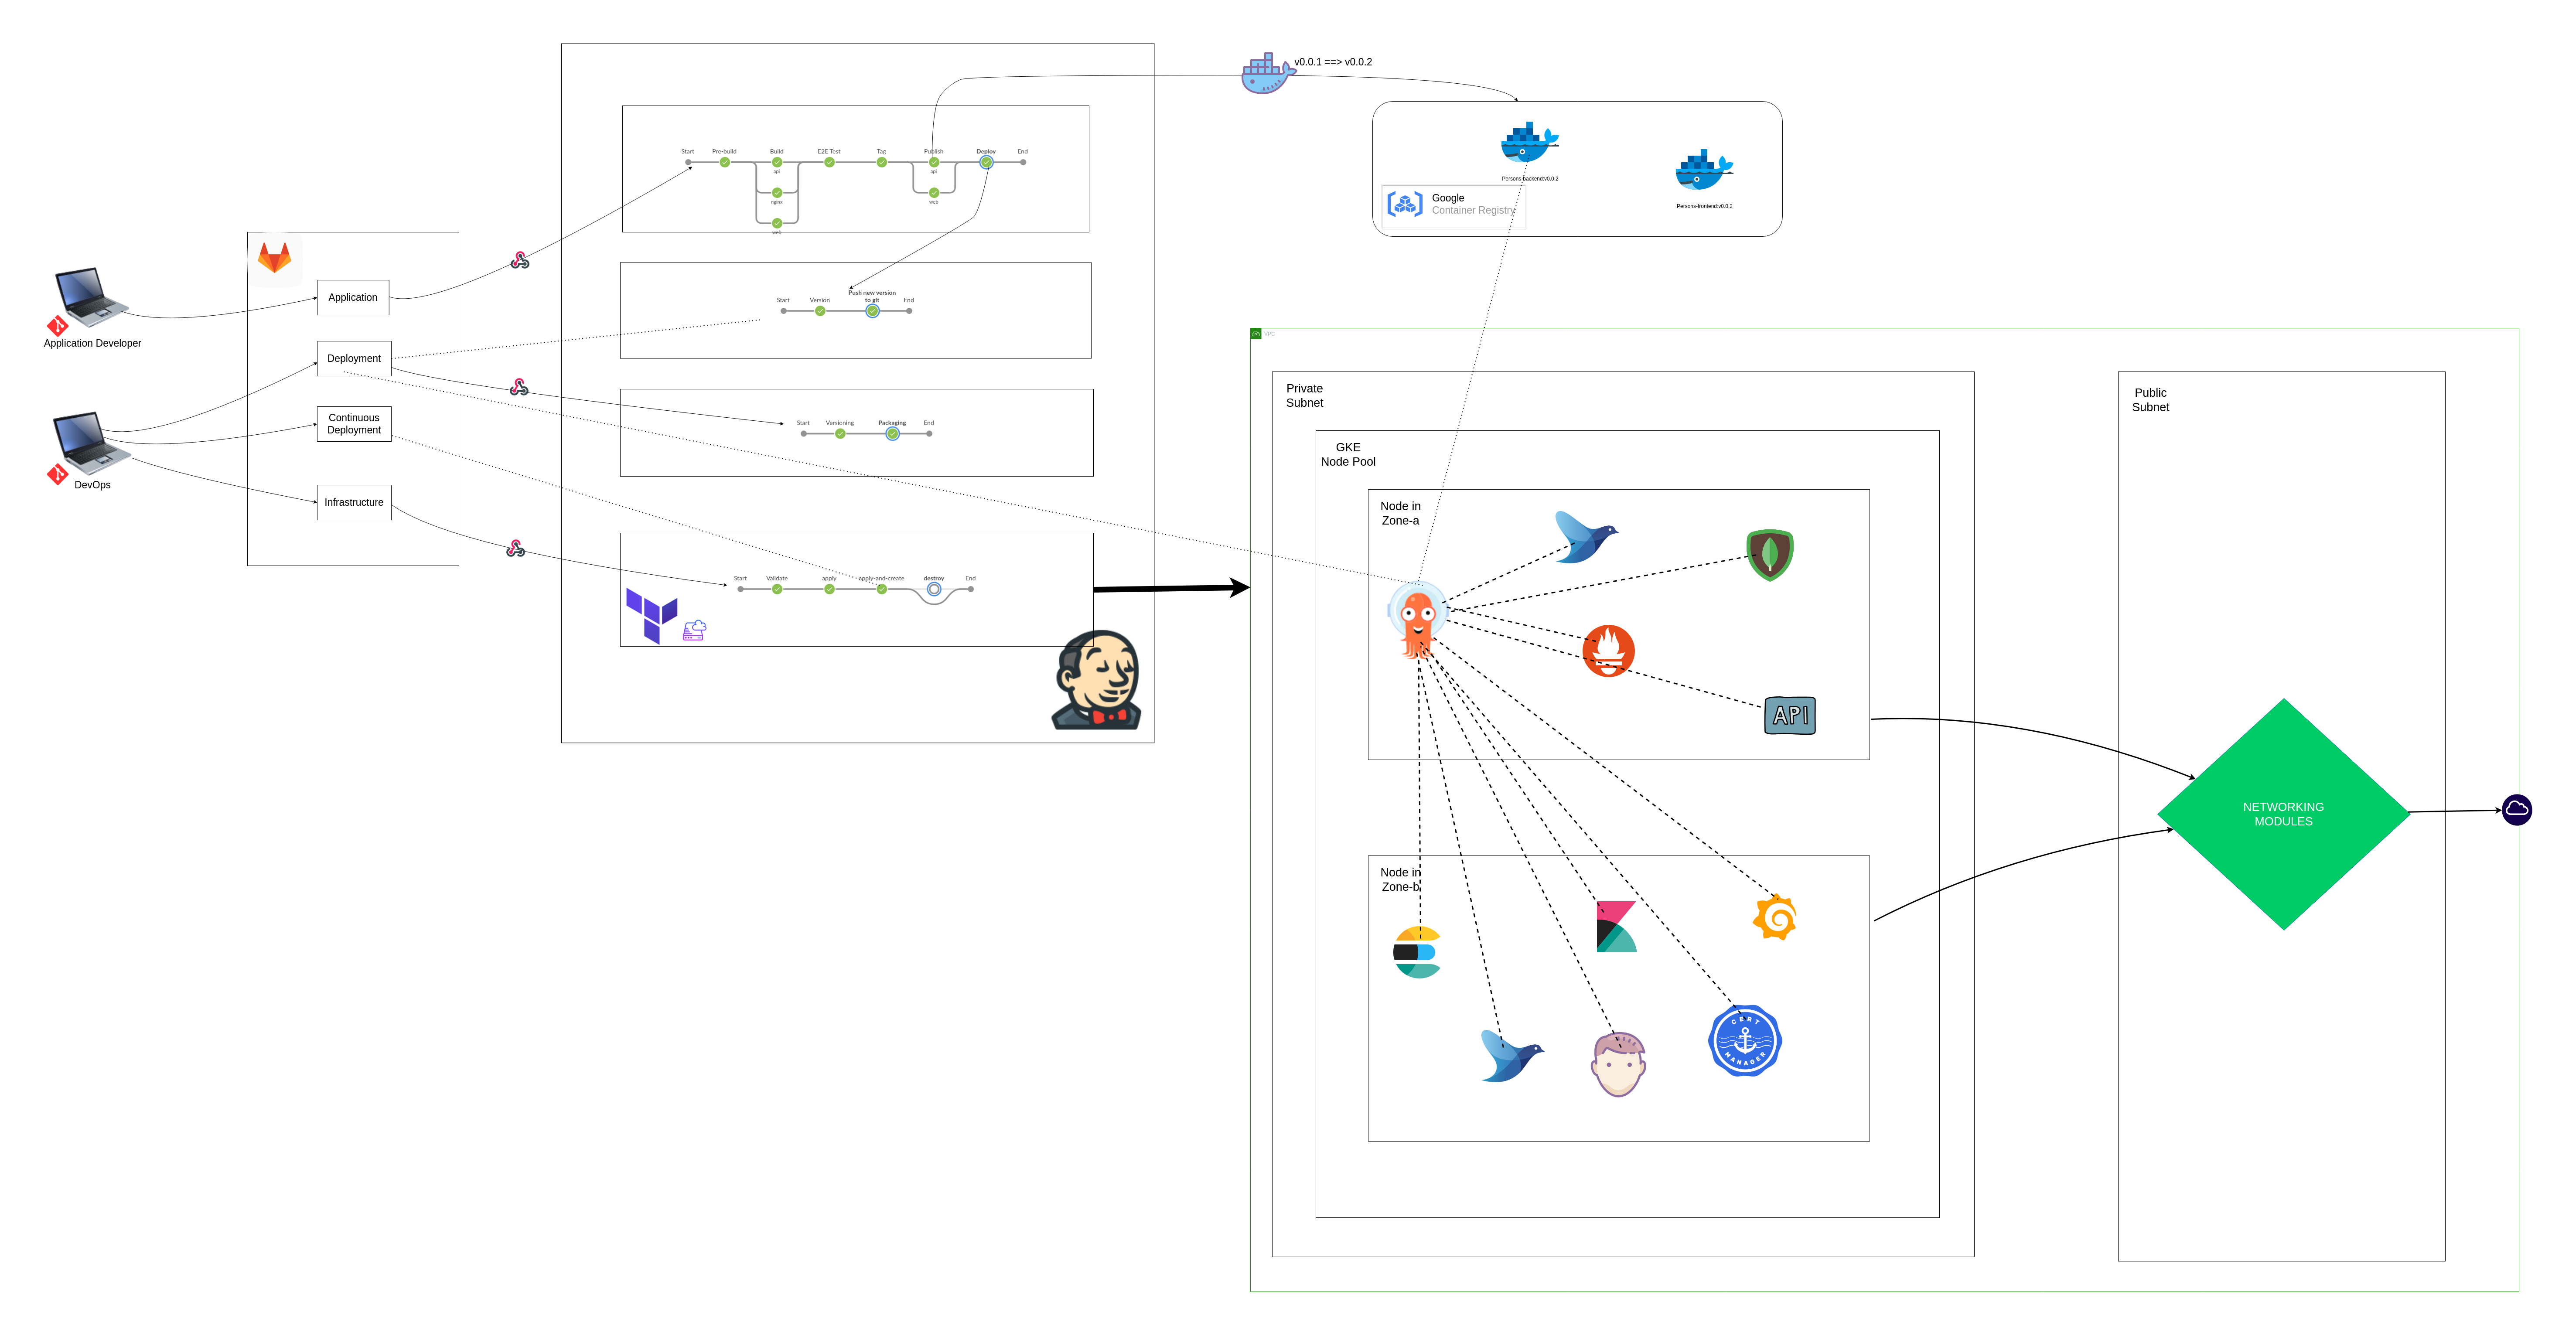 v0.0.1 ==> v0.0.2
Start
Pre-build
Build
E2E Test
Tag
Publish
Deploy
End
api
api
nginx
web
web
Persons-backend:v0.0.2
Persons-frontend:v0.0.2
Google
Container Registry
Application
Application Developer
Deployment
Continuous
Deployment
Infrastructure
DevOps
Start
Version
Push new version
to git
End
Start
Versioning
Packaging
End
Start
Validate
apply
apply-and-create
destroy
End
VPC
Private
Subnet
GKE
Node Pool
Node in
Zone-a
API
Node in
Zone-b
CERT
MANADER
Public
Subnet
NETWORKING
MODULES